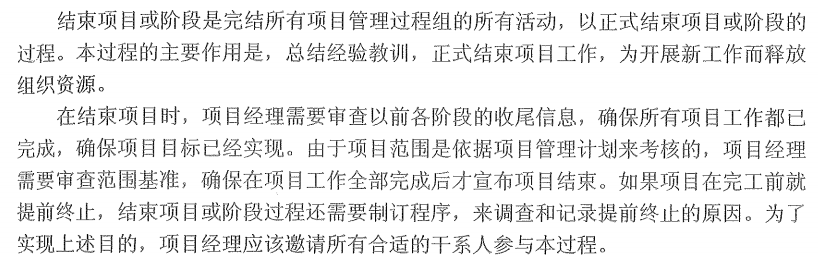 结束项目或阶段是完结所有项目管理过程组的所有活动，以正式结束项目或阶段的
过程。本过程的主要作用是，总结经验教训，正式结束项目工作，为开展新工作而释放
组织资源。
在结束项目时，项目经理需要审查以前各阶段的收尾信息，确保所有项目工作都已
完成，确保项目目标已经实现。由于项目范围是依据项目管理计划来考核的，项目经理
需要审查范围基准，确保在项目工作全部完成后才宣布项目结束。如果项目在完工前就
提前终止，结束项目或阶段过程还需要制订程序，来调查和记录提前终止的原因。为了
实现上述目的，项目经理应该邀请所有合适的干系人参与本过程。